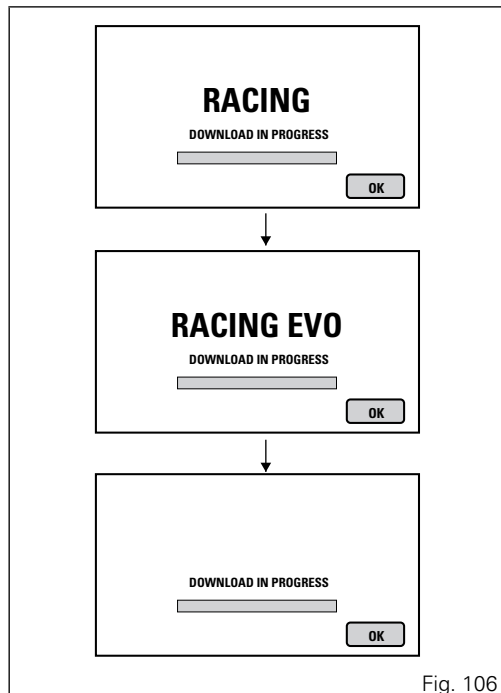 RACING
DOWNLOAD IN PROGRESS
OK
RACING EVO
DOWNLOAD IN PROGRESS
OK
DOWNLOAD IN PROGRESS
OK
Fig. 106